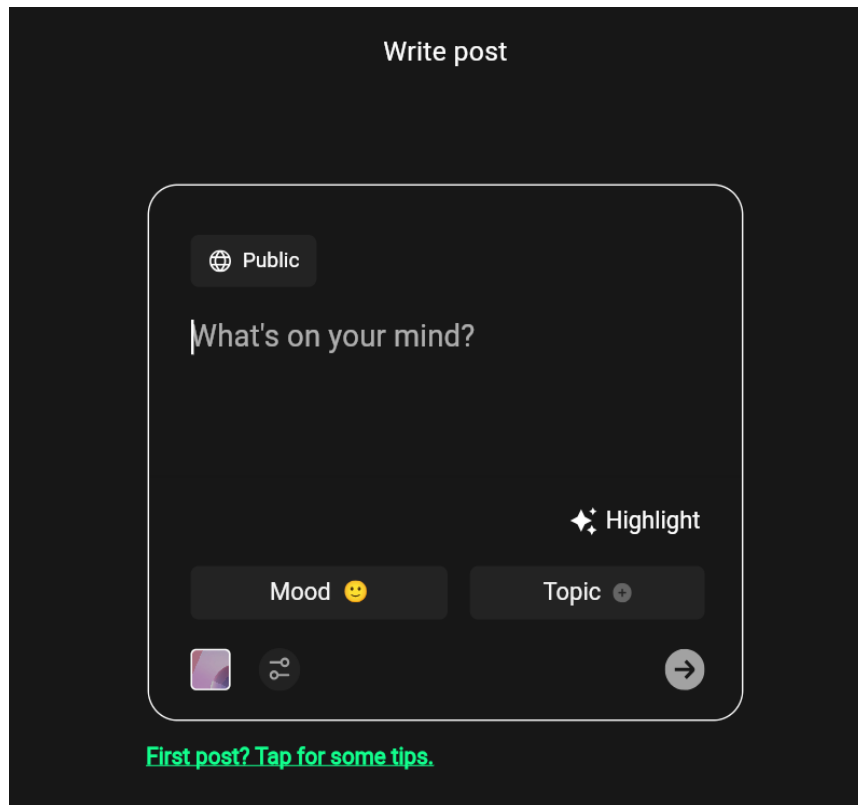 Write post
Public
What's on your mind?
Highlight
Mood 🙂
Topic
First post? Tap for some tips.